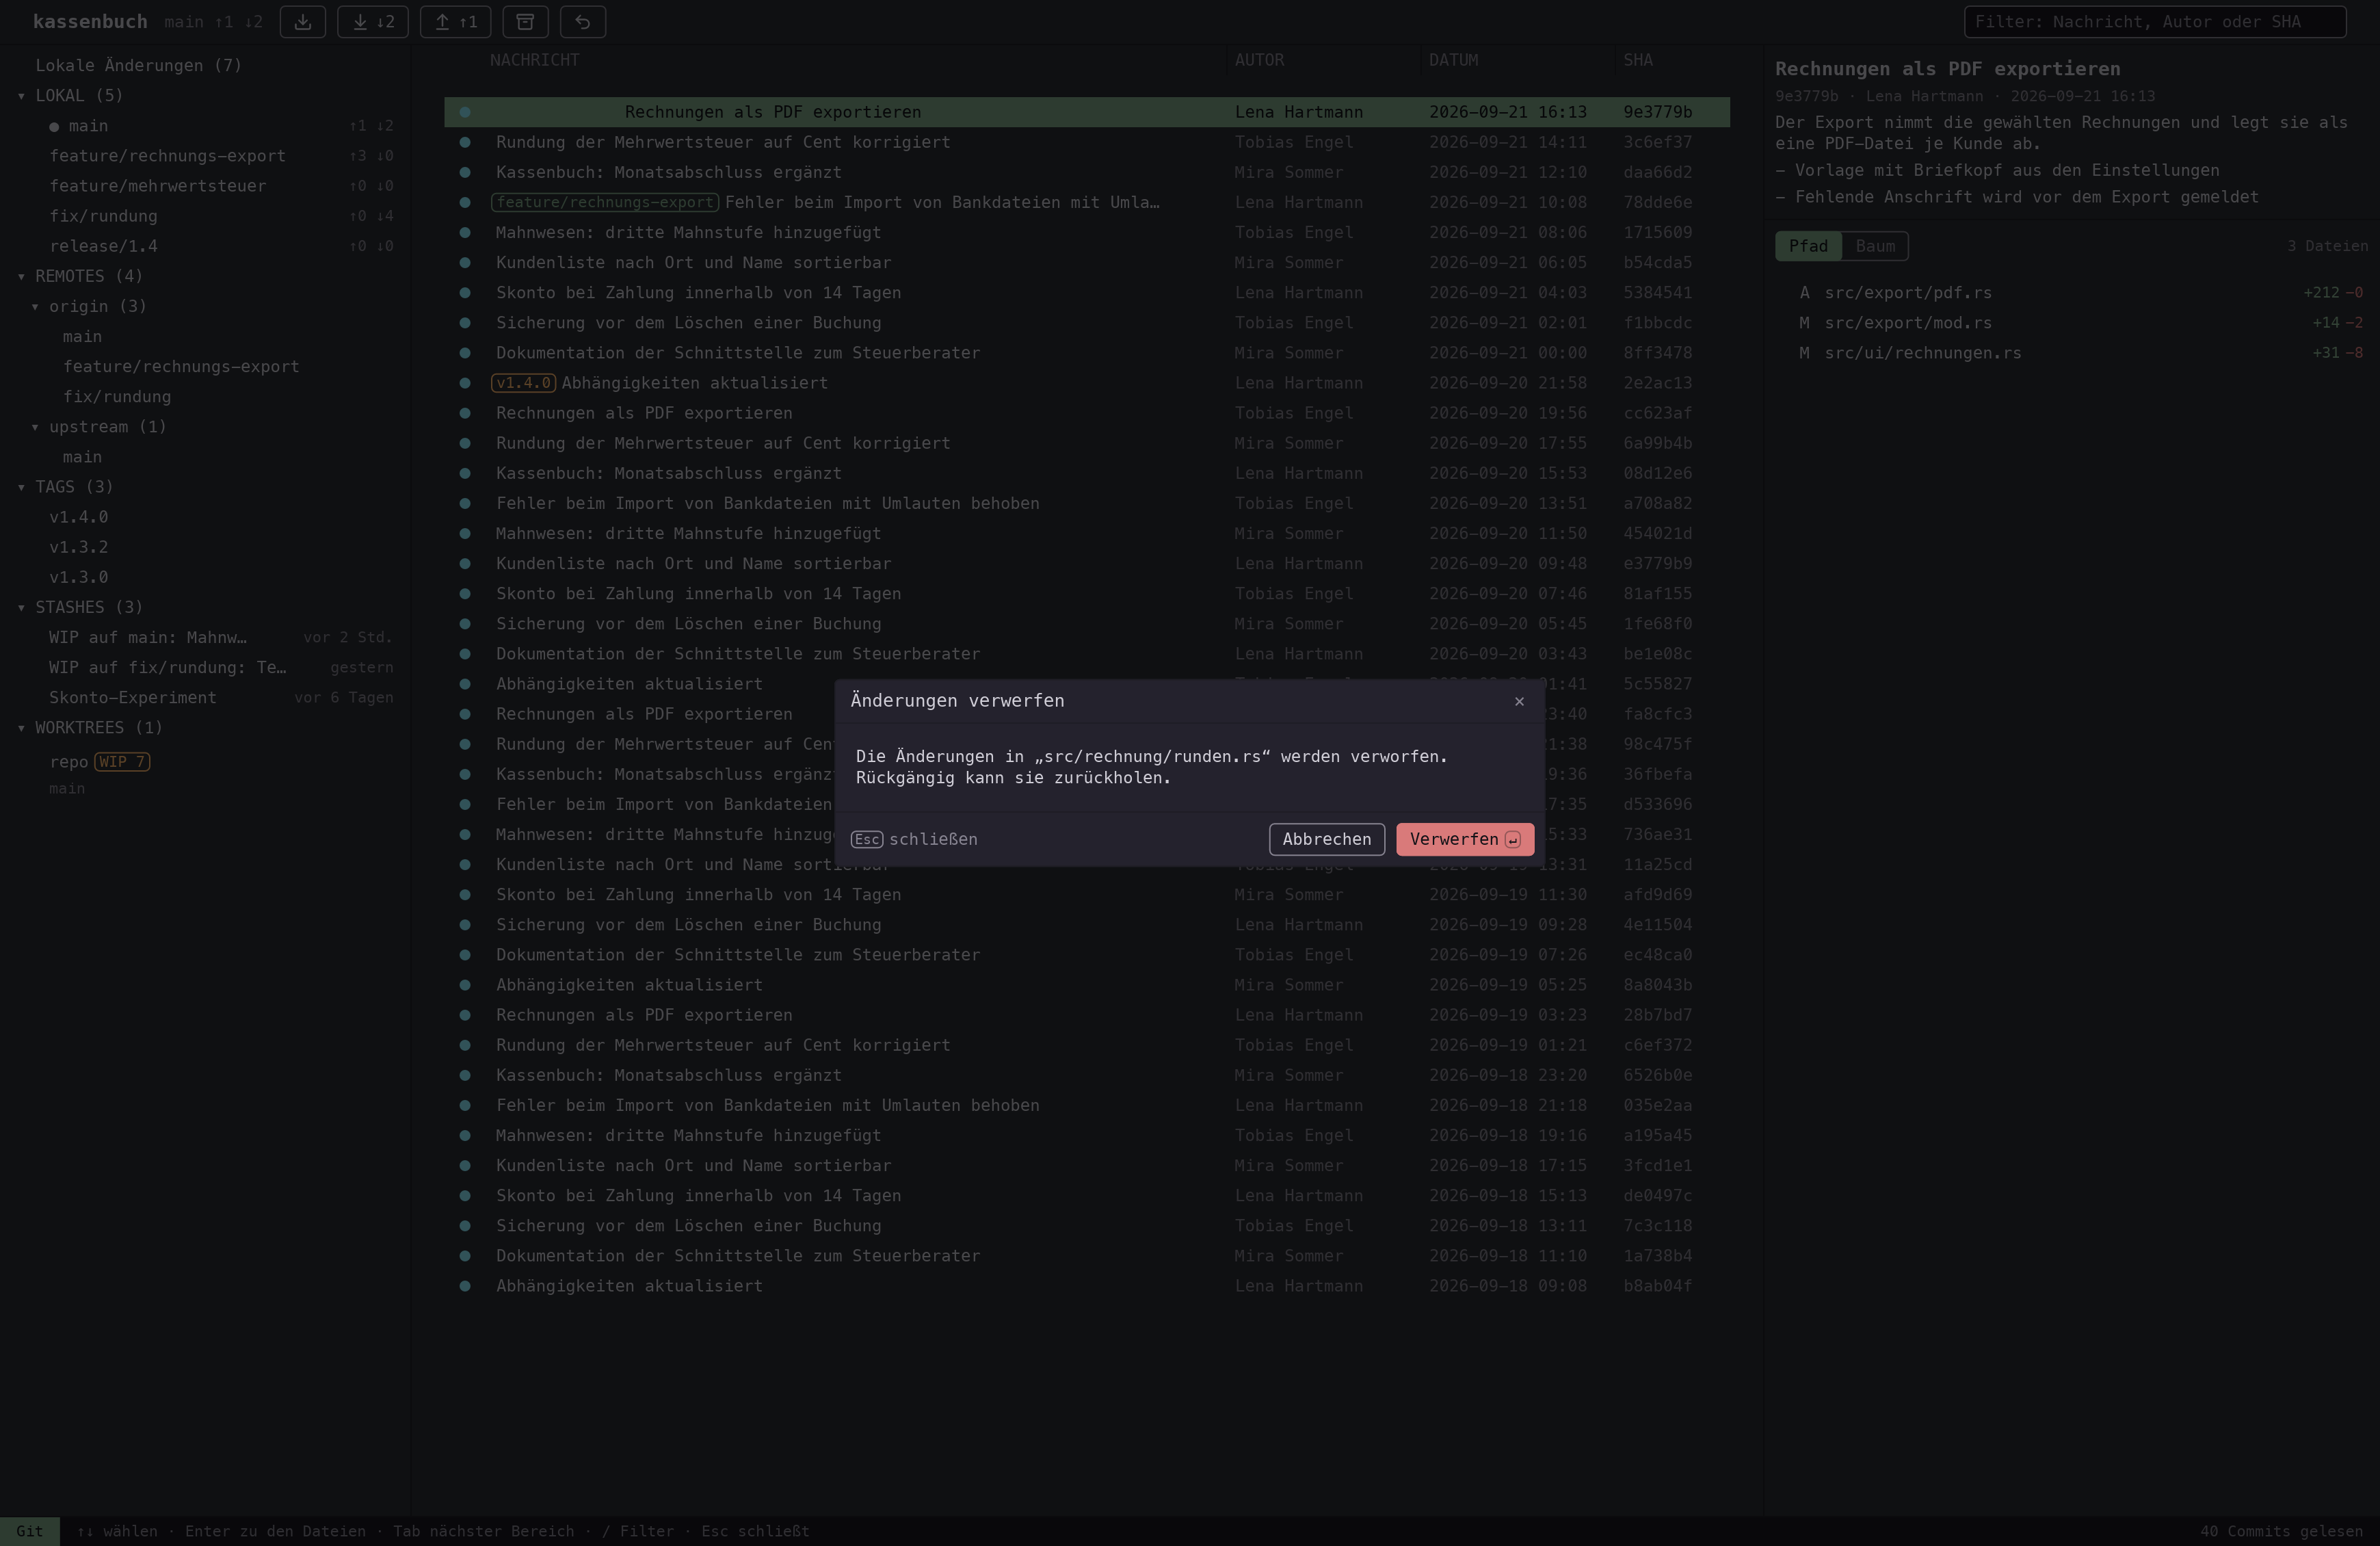 kassenbuch main ↑1 ↓2 ↓2 ↑1 Filter: Nachricht, Autor oder SHA
Lokale Änderungen (7)
▾ LOKAL (5)
● main ↑1 ↓2
feature/rechnungs-export ↑3 ↓0
feature/mehrwertsteuer ↑0 ↓0
fix/rundung ↑0 ↓4
release/1.4 ↑0 ↓0
▾ REMOTES (4)
▾ origin (3)
main
feature/rechnungs-export
fix/rundung
▾ upstream (1)
main
▾ TAGS (3)
v1.4.0
v1.3.2
v1.3.0
▾ STASHES (3)
WIP auf main: Mahnw… vor 2 Std.
WIP auf fix/rundung: Te… gestern
Skonto-Experiment vor 6 Tagen
▾ WORKTREES (1)
repo WIP 7
main
NACHRICHT AUTOR DATUM SHA
Rechnungen als PDF exportieren Lena Hartmann 2026-09-21 16:13 9e3779b
Rundung der Mehrwertsteuer auf Cent korrigiert Tobias Engel 2026-09-21 14:11 3c6ef37
Kassenbuch: Monatsabschluss ergänzt Mira Sommer 2026-09-21 12:10 daa66d2
feature/rechnungs-export Fehler beim Import von Bankdateien mit Umla… Lena Hartmann 2026-09-21 10:08 78dde6e
Mahnwesen: dritte Mahnstufe hinzugefügt Tobias Engel 2026-09-21 08:06 1715609
Kundenliste nach Ort und Name sortierbar Mira Sommer 2026-09-21 06:05 b54cda5
Skonto bei Zahlung innerhalb von 14 Tagen Lena Hartmann 2026-09-21 04:03 5384541
Sicherung vor dem Löschen einer Buchung Tobias Engel 2026-09-21 02:01 f1bbcdc
Dokumentation der Schnittstelle zum Steuerberater Mira Sommer 2026-09-21 00:00 8ff3478
v1.4.0 Abhängigkeiten aktualisiert Lena Hartmann 2026-09-20 21:58 2e2ac13
Rechnungen als PDF exportieren Tobias Engel 2026-09-20 19:56 cc623af
Rundung der Mehrwertsteuer auf Cent korrigiert Mira Sommer 2026-09-20 17:55 6a99b4b
Kassenbuch: Monatsabschluss ergänzt Lena Hartmann 2026-09-20 15:53 08d12e6
Fehler beim Import von Bankdateien mit Umlauten behoben Tobias Engel 2026-09-20 13:51 a708a82
Mahnwesen: dritte Mahnstufe hinzugefügt Mira Sommer 2026-09-20 11:50 454021d
Kundenliste nach Ort und Name sortierbar Lena Hartmann 2026-09-20 09:48 e3779b9
Skonto bei Zahlung innerhalb von 14 Tagen Tobias Engel 2026-09-20 07:46 81af155
Sicherung vor dem Löschen einer Buchung Mira Sommer 2026-09-20 05:45 1fe68f0
Dokumentation der Schnittstelle zum Steuerberater Lena Hartmann 2026-09-20 03:43 be1e08c
Abhängigkeiten aktualisiert 01:41 5c55827
Rechnungen als PDF exportieren 23:40 fa8cfc3
Rundung der Mehrwertsteuer auf Cen 21:38 98c475f
Kassenbuch: Monatsabschluss ergänz 19:36 36fbefa
Fehler beim Import von Bankdateien 17:35 d533696
Mahnwesen: dritte Mahnstufe hinzug 15:33 736ae31
Kundenliste nach Ort und Name sortierbar Tobias Engel 13:31 11a25cd
Skonto bei Zahlung innerhalb von 14 Tagen Mira Sommer 2026-09-19 11:30 afd9d69
Sicherung vor dem Löschen einer Buchung Lena Hartmann 2026-09-19 09:28 4e11504
Dokumentation der Schnittstelle zum Steuerberater Tobias Engel 2026-09-19 07:26 ec48ca0
Abhängigkeiten aktualisiert Mira Sommer 2026-09-19 05:25 8a8043b
Rechnungen als PDF exportieren Lena Hartmann 2026-09-19 03:23 28b7bd7
Rundung der Mehrwertsteuer auf Cent korrigiert Tobias Engel 2026-09-19 01:21 c6ef372
Kassenbuch: Monatsabschluss ergänzt Mira Sommer 2026-09-18 23:20 6526b0e
Fehler beim Import von Bankdateien mit Umlauten behoben Lena Hartmann 2026-09-18 21:18 035e2aa
Mahnwesen: dritte Mahnstufe hinzugefügt Tobias Engel 2026-09-18 19:16 a195a45
Kundenliste nach Ort und Name sortierbar Mira Sommer 2026-09-18 17:15 3fcd1e1
Skonto bei Zahlung innerhalb von 14 Tagen Lena Hartmann 2026-09-18 15:13 de0497c
Sicherung vor dem Löschen einer Buchung Tobias Engel 2026-09-18 13:11 7c3c118
Dokumentation der Schnittstelle zum Steuerberater Mira Sommer 2026-09-18 11:10 1a738b4
Abhängigkeiten aktualisiert Lena Hartmann 2026-09-18 09:08 b8ab04f
Änderungen verwerfen ×
Die Änderungen in „src/rechnung/runden.rs“ werden verworfen.
Rückgängig kann sie zurückholen.
Esc schließen Abbrechen Verwerfen ↵
Rechnungen als PDF exportieren
9e3779b · Lena Hartmann · 2026-09-21 16:13
Der Export nimmt die gewählten Rechnungen und legt sie als
eine PDF-Datei je Kunde ab.
- Vorlage mit Briefkopf aus den Einstellungen
- Fehlende Anschrift wird vor dem Export gemeldet
Pfad Baum 3 Dateien
A src/export/pdf.rs +212 −0
M src/export/mod.rs +14 −2
M src/ui/rechnungen.rs +31 −8
Git ↑↓ wählen · Enter zu den Dateien · Tab nächster Bereich · / Filter · Esc schließt 40 Commits gelesen